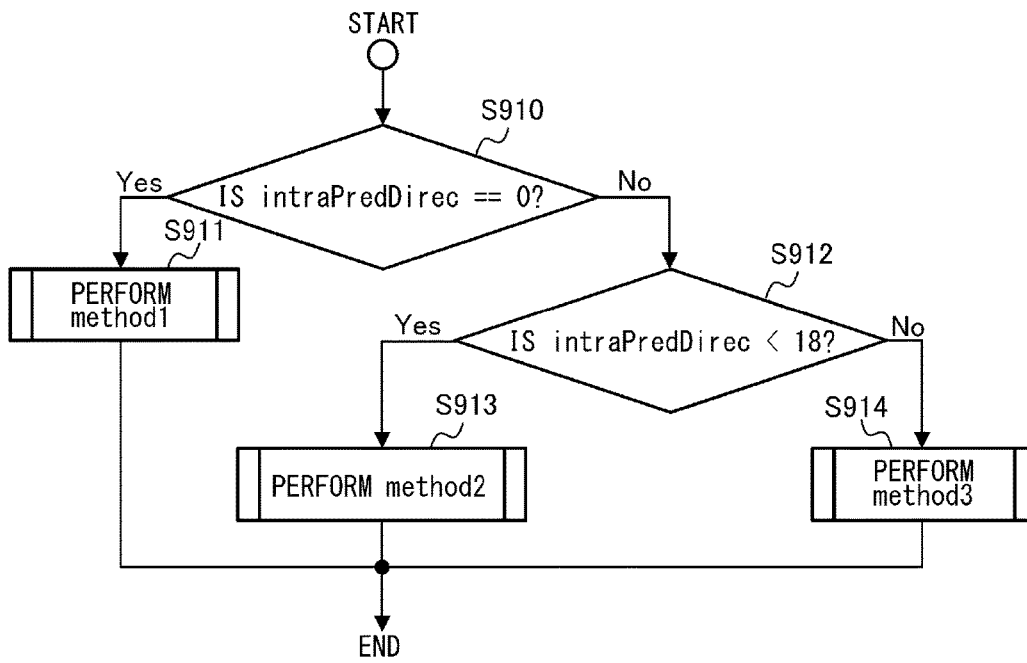 START
S910
Yes
IS intraPredDirec == 0?
No
S911
PERFORM
method1
S912
Yes
IS intraPredDirec < 18?
No
S913
PERFORM method2
S914
PERFORM
method3
END